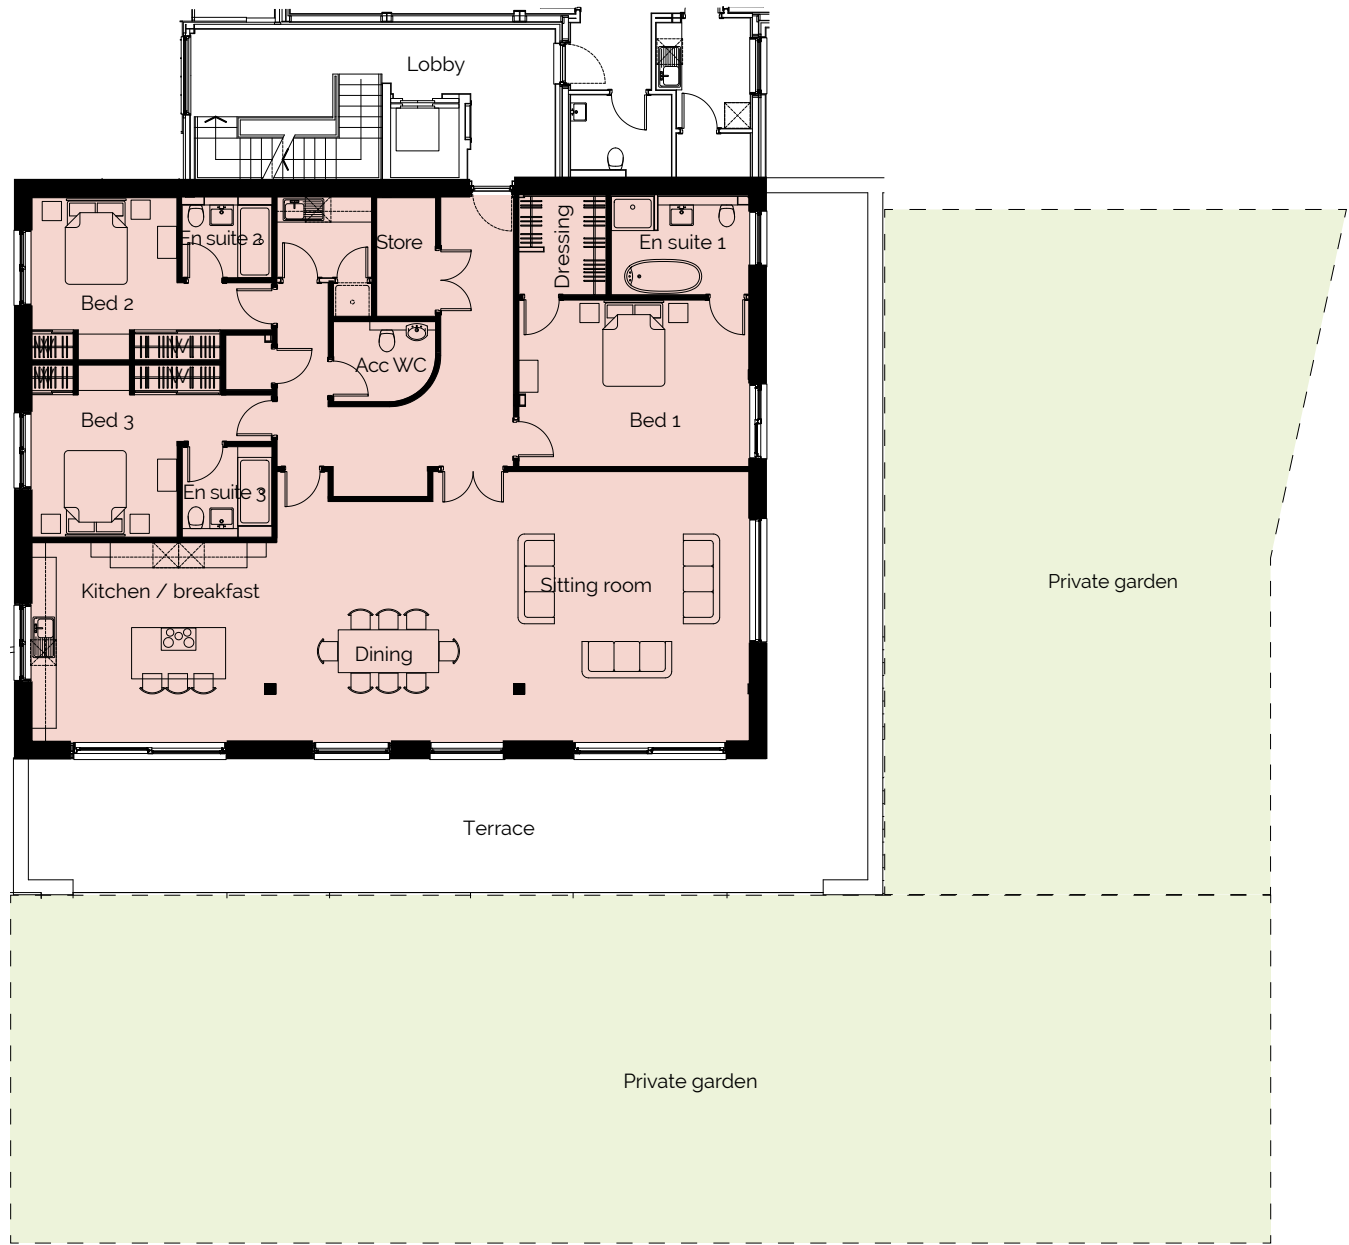 Lobby
En suite 2
Store
Dressing
En suite 1
Bed 2
W
W
Acc WC
W
W
Bed 3
Bed 1
En suite 3
Kitchen / breakfast
Sitting room
Private garden
Dining
Terrace
Private garden